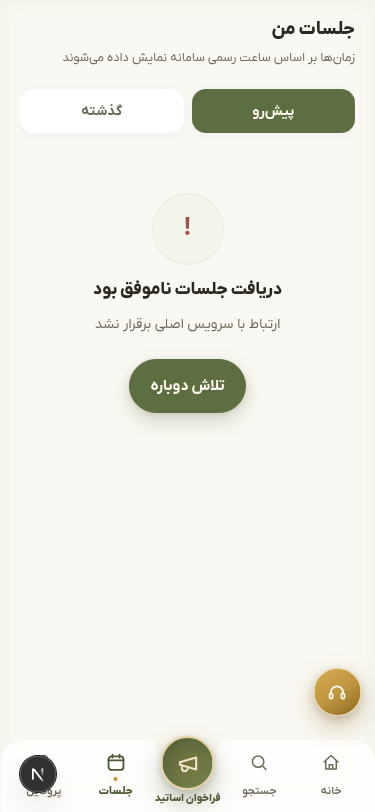 جلسات من
زمان‌ها بر اساس ساعت رسمی سامانه نمایش داده می‌شوند
پیش‌رو
گذشته
!
دریافت جلسات ناموفق بود
ارتباط با سرویس اصلی برقرار نشد
تلاش دوباره
خانه
جستجو
فراخوان اساتید
جلسات
N